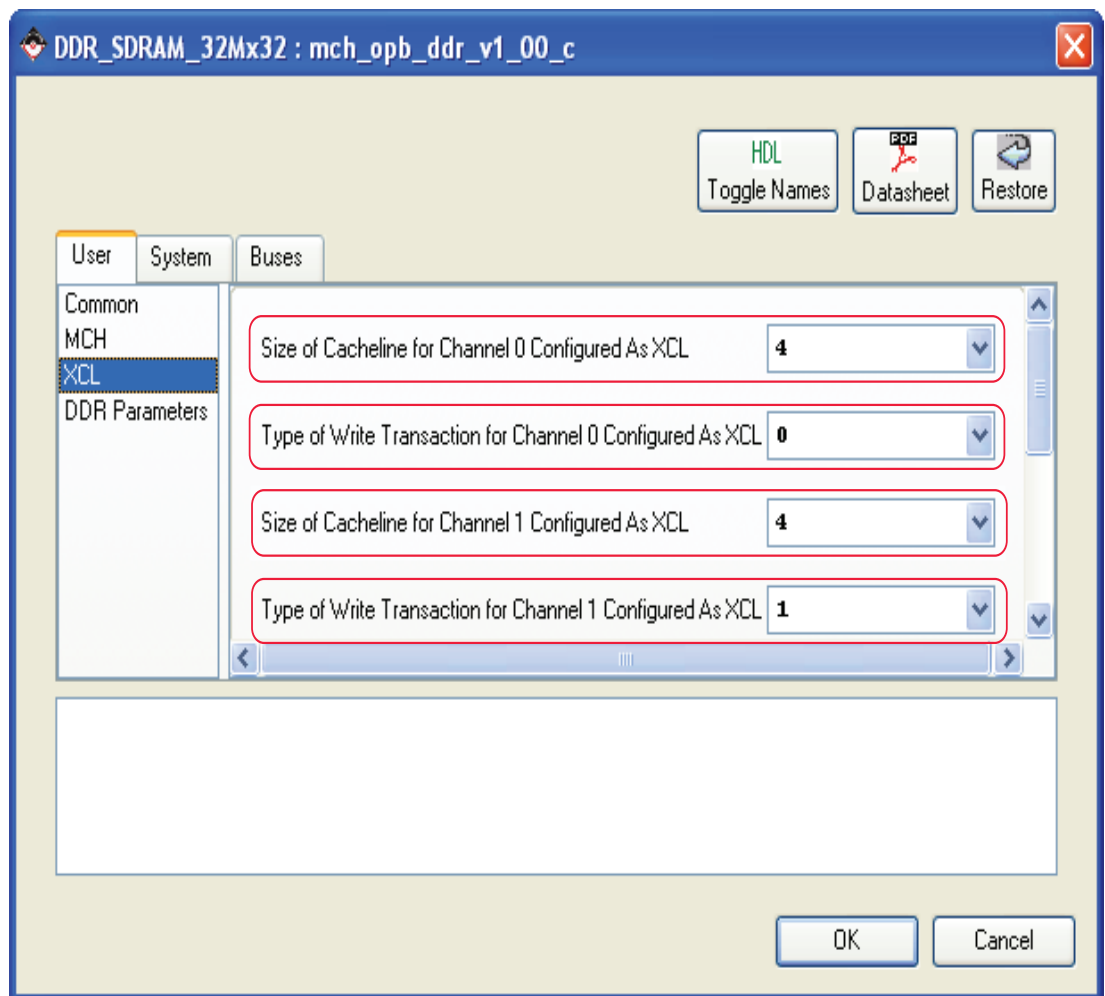 DDR_SDRAM_32Mx32 : mch_opb_ddr_v1_00_c
HDL
Toggle Names
PDF
Datasheet
Restore
User
System
Buses
Common
MCH
XCL
DDR Parameters
Size of Cacheline for Channel 0 Configured As XCL 4
Type of Write Transaction for Channel 0 Configured As XCL 0
Size of Cacheline for Channel 1 Configured As XCL 4
Type of Write Transaction for Channel 1 Configured As XCL 1
OK
Cancel